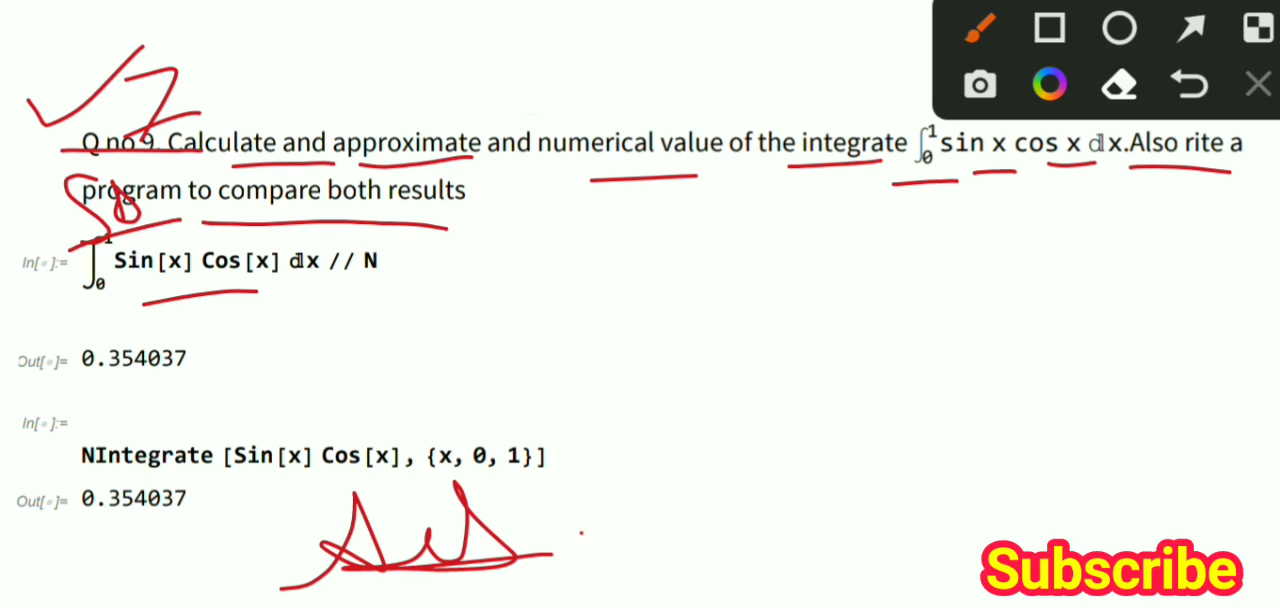 Q no 9. Calculate and approximate and numerical value of the integrate ∫₀¹ sin x cos x ⅆx.Also rite a
program to compare both results
In[]:= ∫₀¹ Sin[x] Cos[x] ⅆx // N
Out[]= 0.354037
In[]:=
NIntegrate [Sin[x] Cos[x], {x, 0, 1}]
Out[]= 0.354037
Subscribe